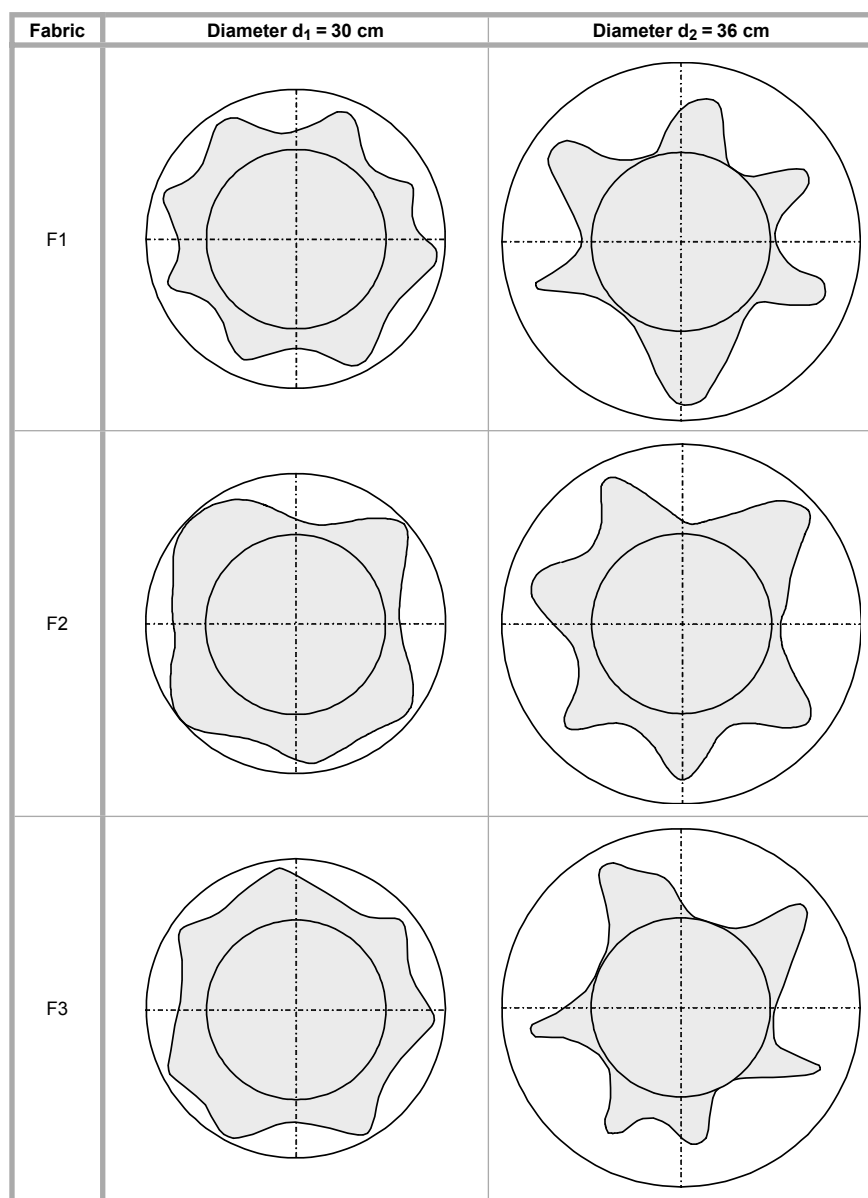 Fabric Diameter d₁ = 30 cm Diameter d₂ = 36 cm
F1
F2
F3